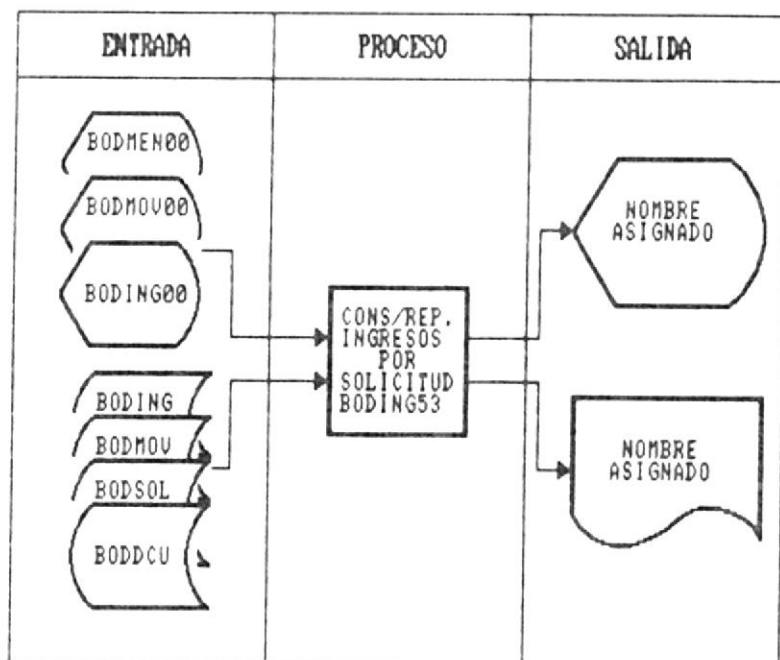 ENTRADA
PROCESO
SALIDA
BODMEN00
BODMOV00
BODING00
BODING
BODMOV
BODSOL
BODDCU
CONS/REP.
INGRESOS
POR
SOLICITUD
BODING53
NOMBRE
ASIGNADO
NOMBRE
ASIGNADO